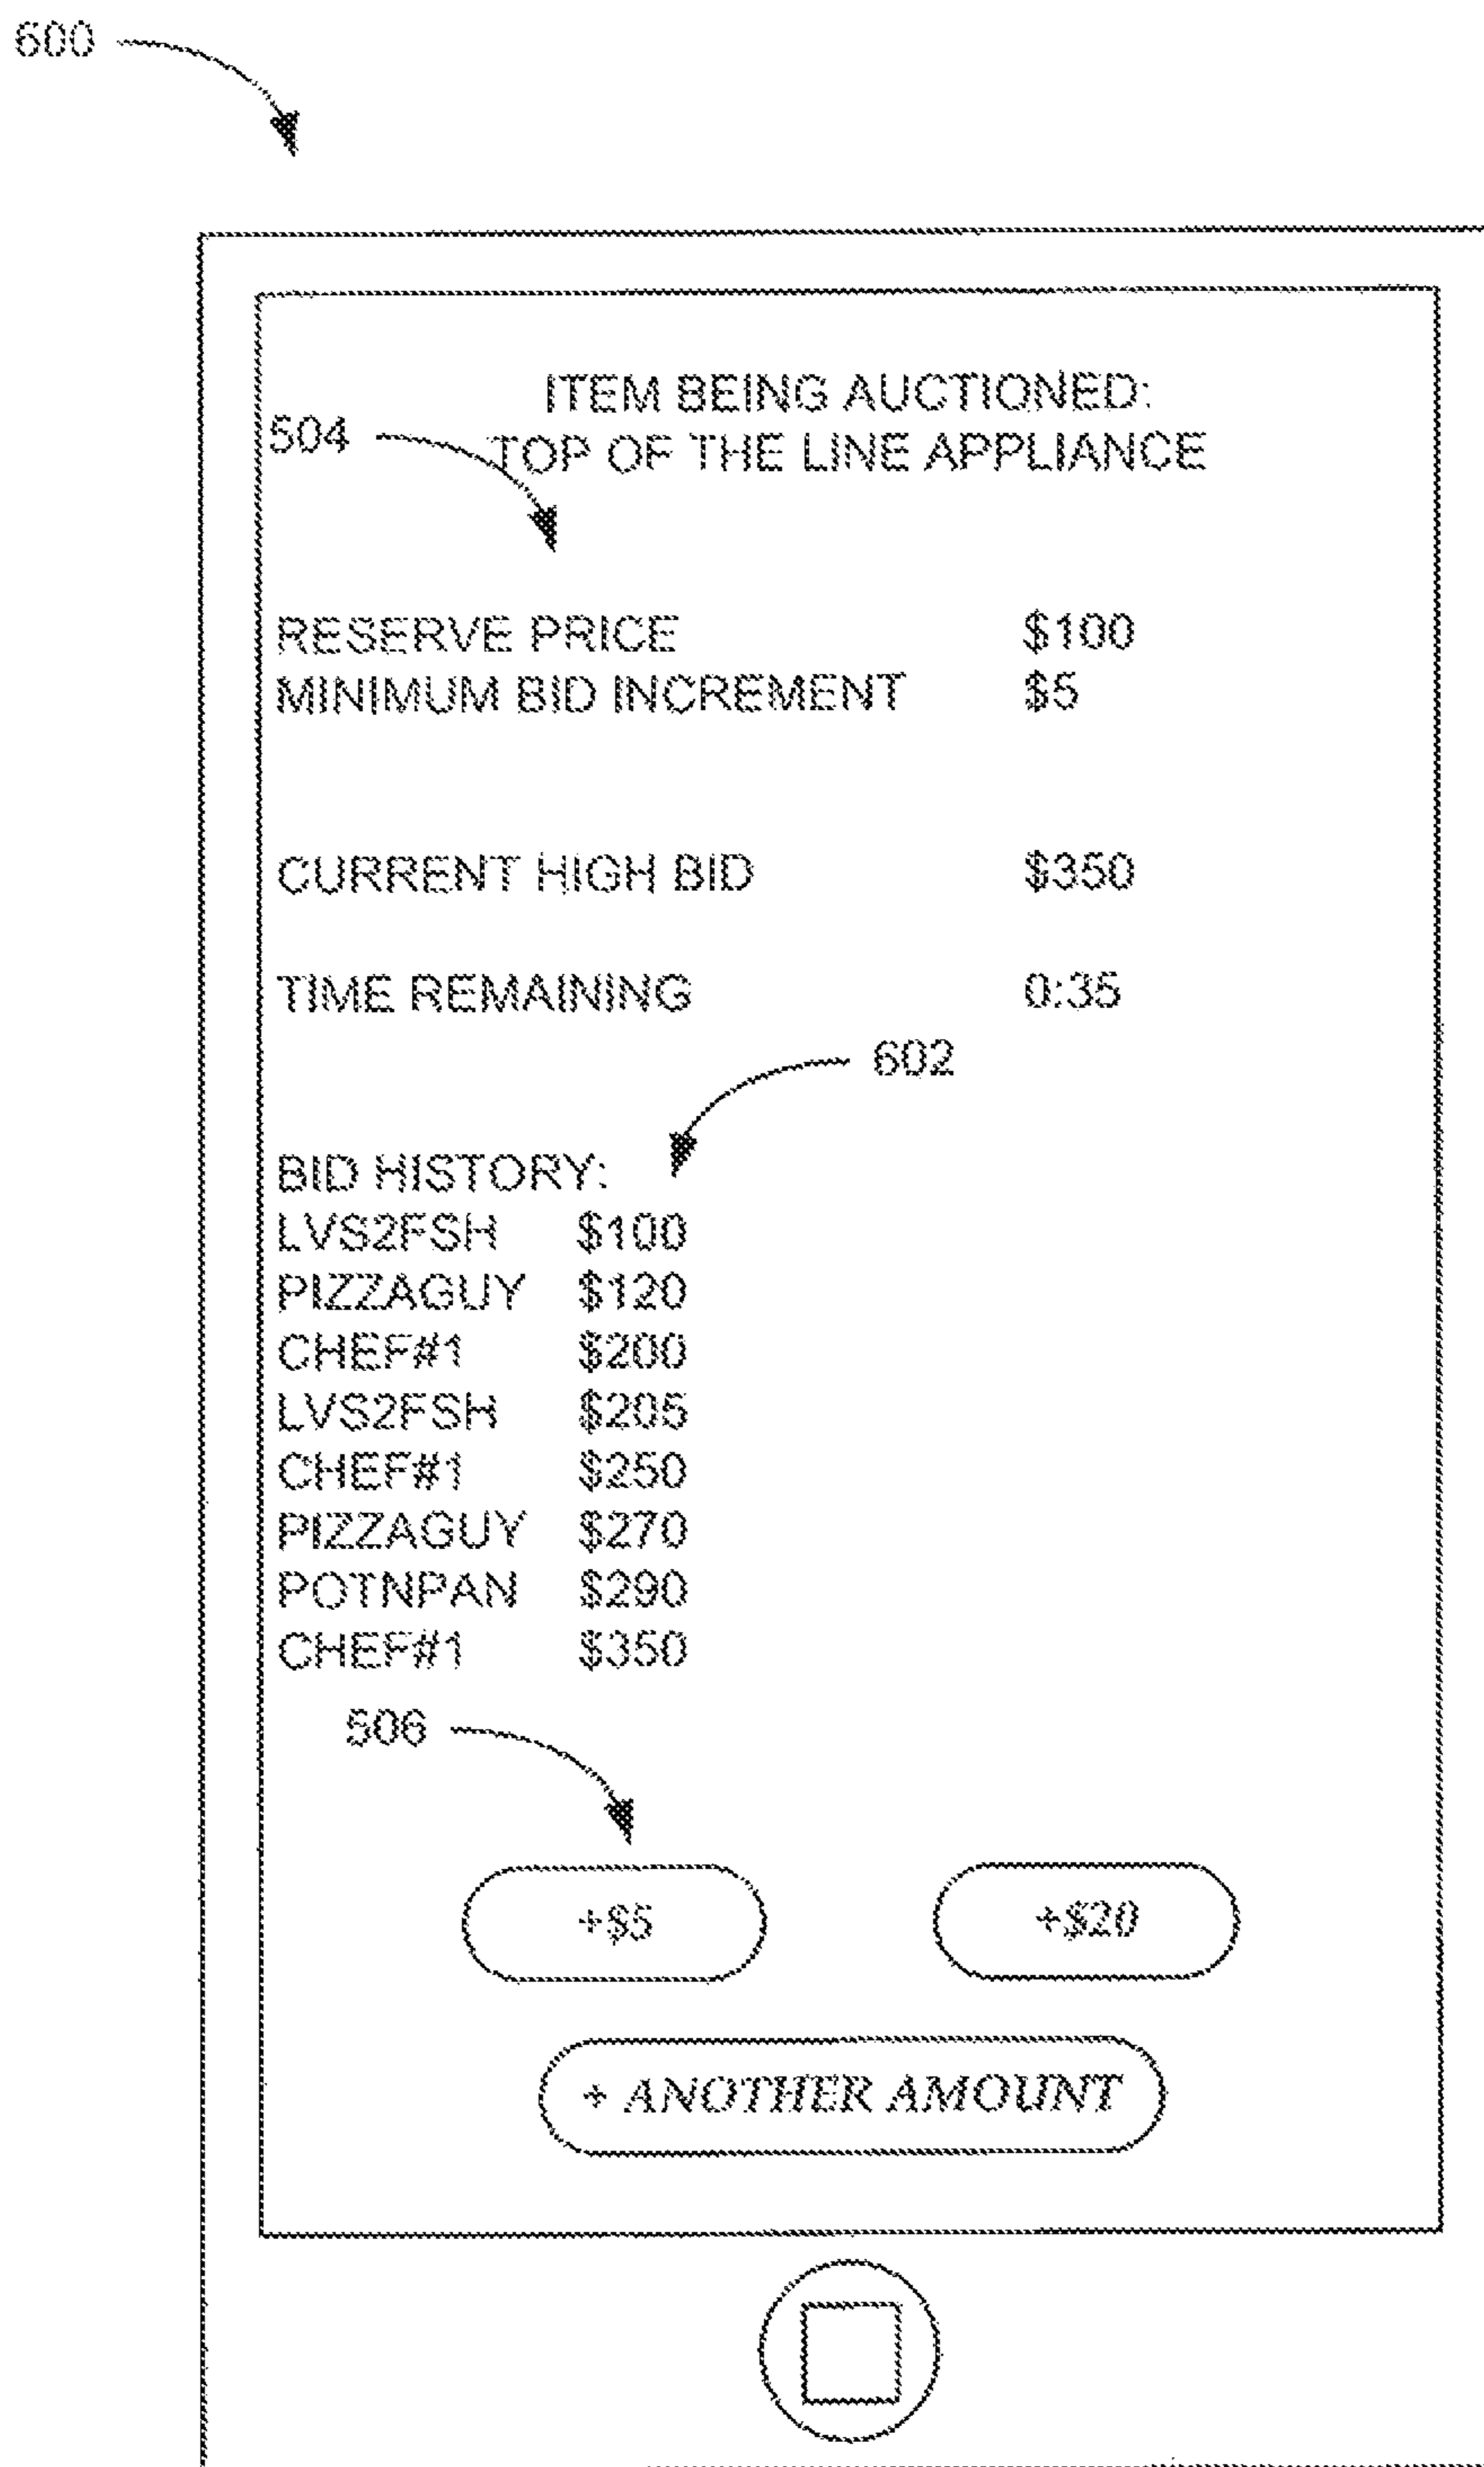 600
ITEM BEING AUCTIONED:
504
TOP OF THE LINE APPLIANCE
RESERVE PRICE $100
MINIMUM BID INCREMENT $5
CURRENT HIGH BID $350
TIME REMAINING 0:35
602
BID HISTORY:
LVS2FSH $100
PIZZAGUY $120
CHEF#1 $200
LVS2FSH $205
CHEF#1 $250
PIZZAGUY $270
POTNPAN $290
CHEF#1 $350
506
+$5 +$20
+ ANOTHER AMOUNT